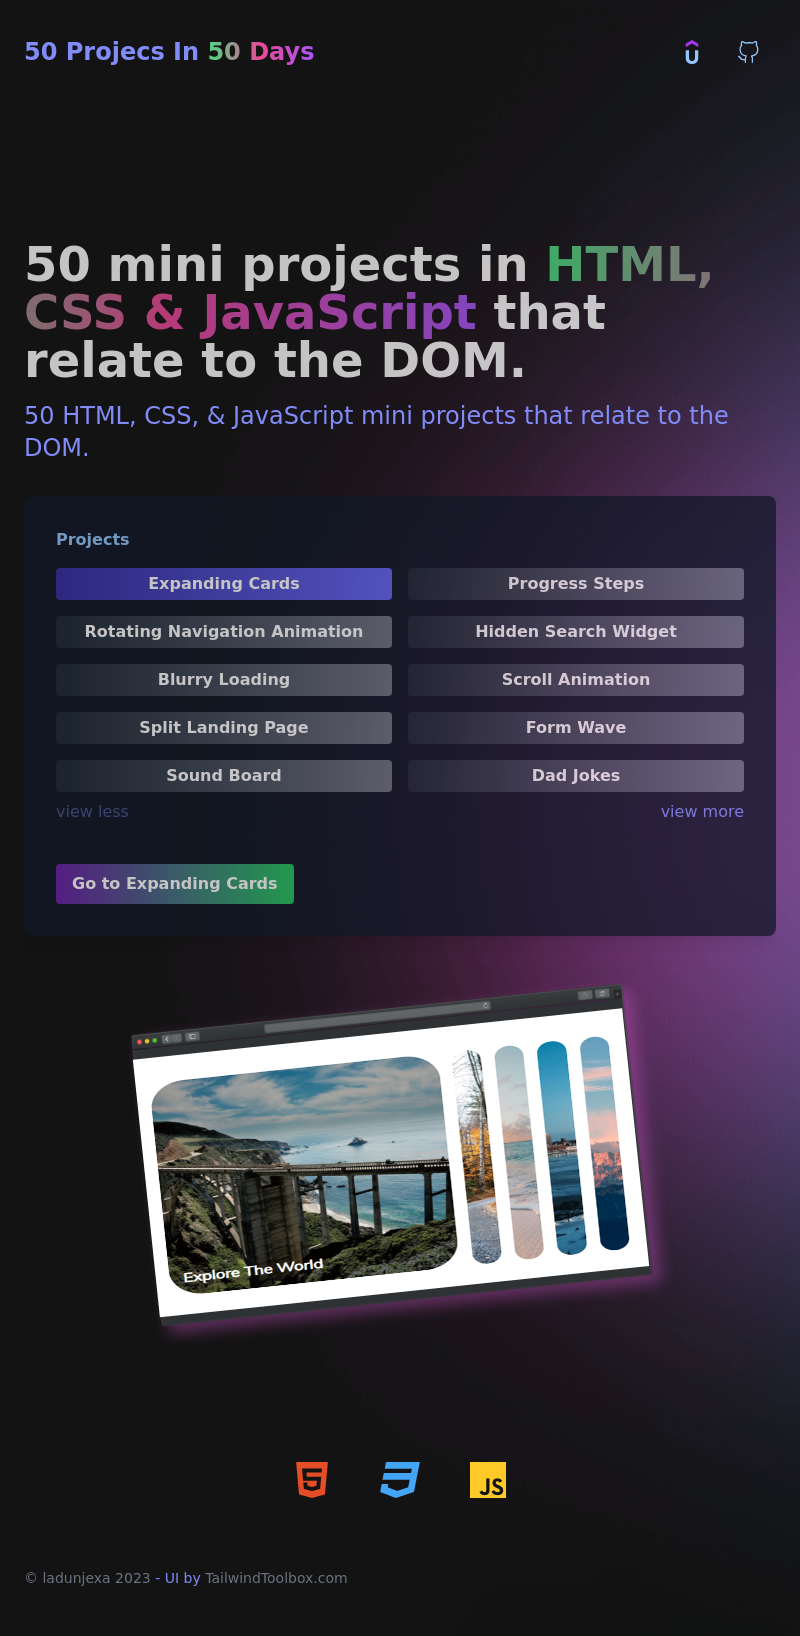 50 Projecs In 50 Days
50 mini projects in HTML,
CSS & JavaScript that
relate to the DOM.
50 HTML, CSS, & JavaScript mini projects that relate to the
DOM.
Projects
Expanding Cards
Progress Steps
Rotating Navigation Animation
Hidden Search Widget
Blurry Loading
Scroll Animation
Split Landing Page
Form Wave
Sound Board
Dad Jokes
view less
view more
Go to Expanding Cards
Explore The World
JS
© ladunjexa 2023 - UI by TailwindToolbox.com